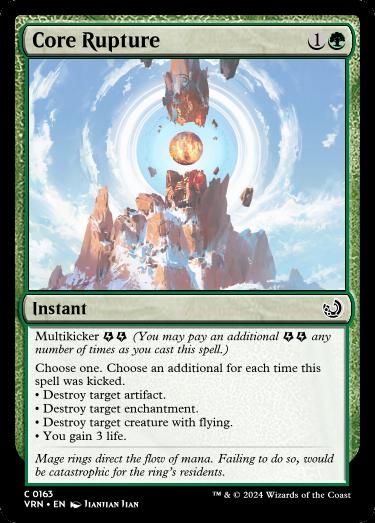 Core Rupture 1
Instant
Multikicker (You may pay an additional any
number of times as you cast this spell.)
Choose one. Choose an additional for each time this
spell was kicked.
• Destroy target artifact.
• Destroy target enchantment.
• Destroy target creature with flying.
• You gain 3 life.
Mage rings direct the flow of mana. Failing to do so, would
be catastrophic for the ring's residents.
C 0163
VRN • EN Jianjian Jian
™ & © 2024 Wizards of the Coast